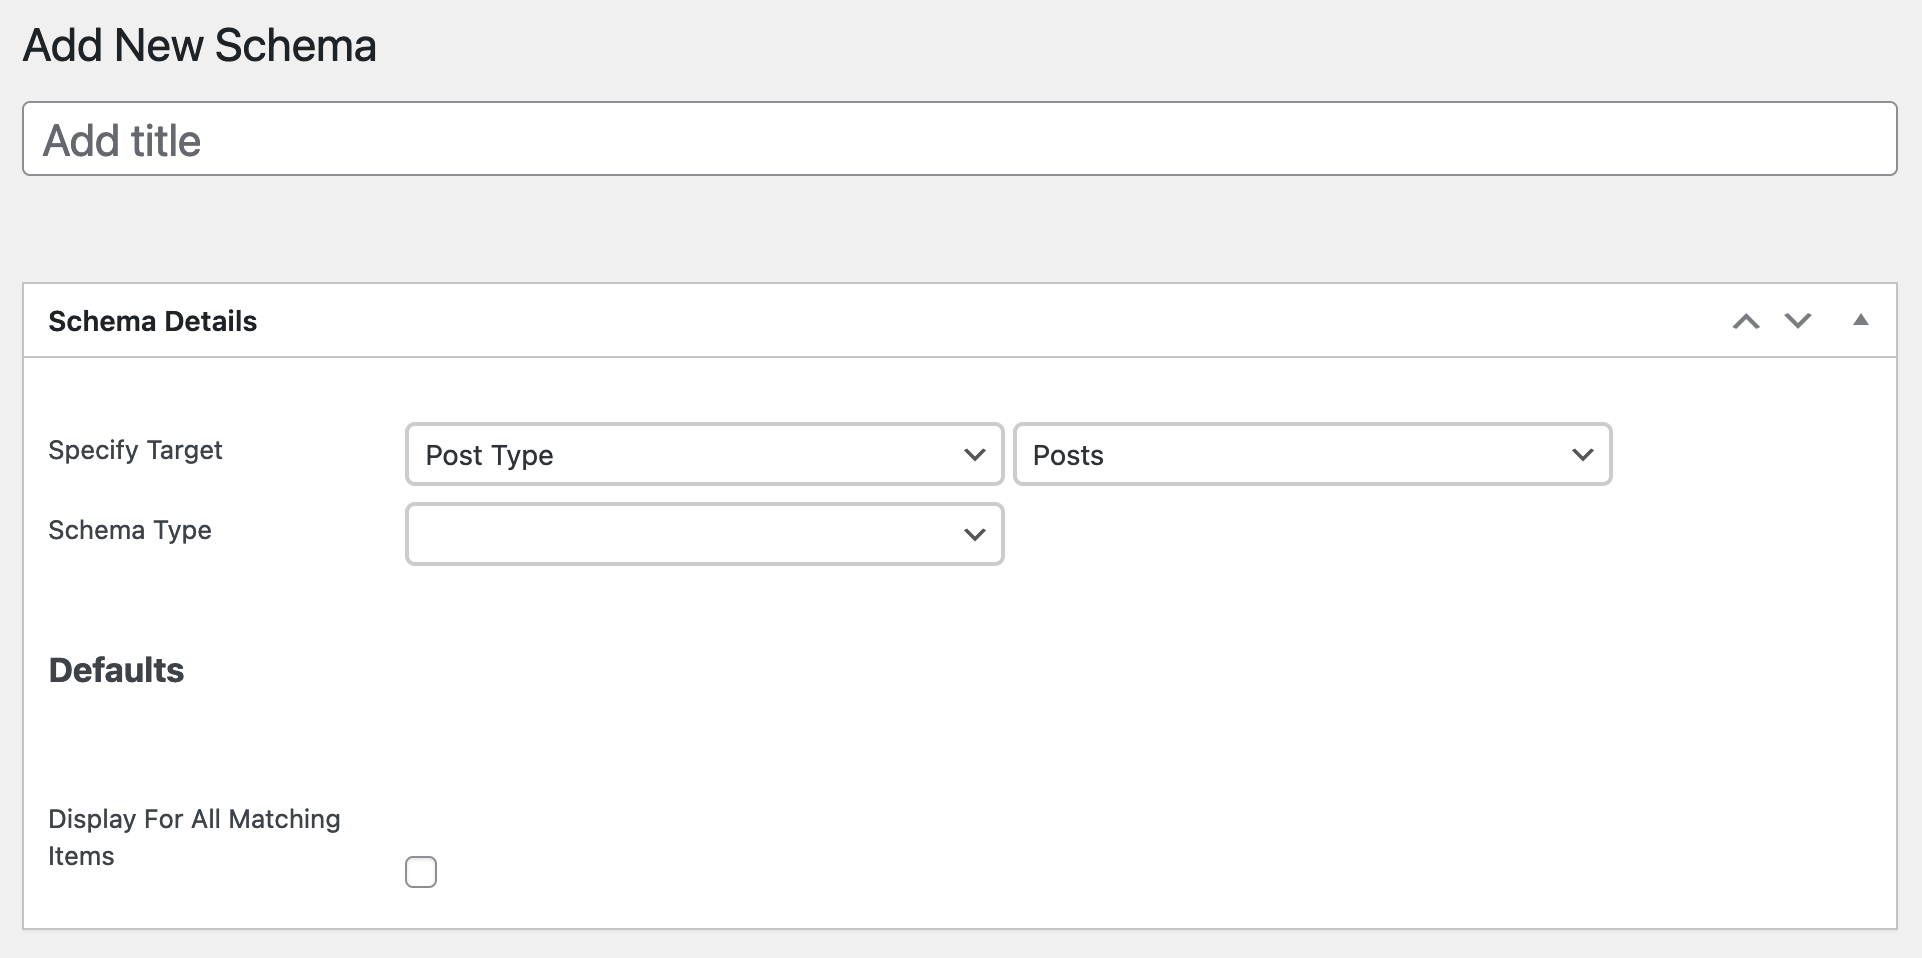 Add New Schema
Add title
Schema Details
Specify Target
Post Type
Posts
Schema Type
Defaults
Display For All Matching
Items